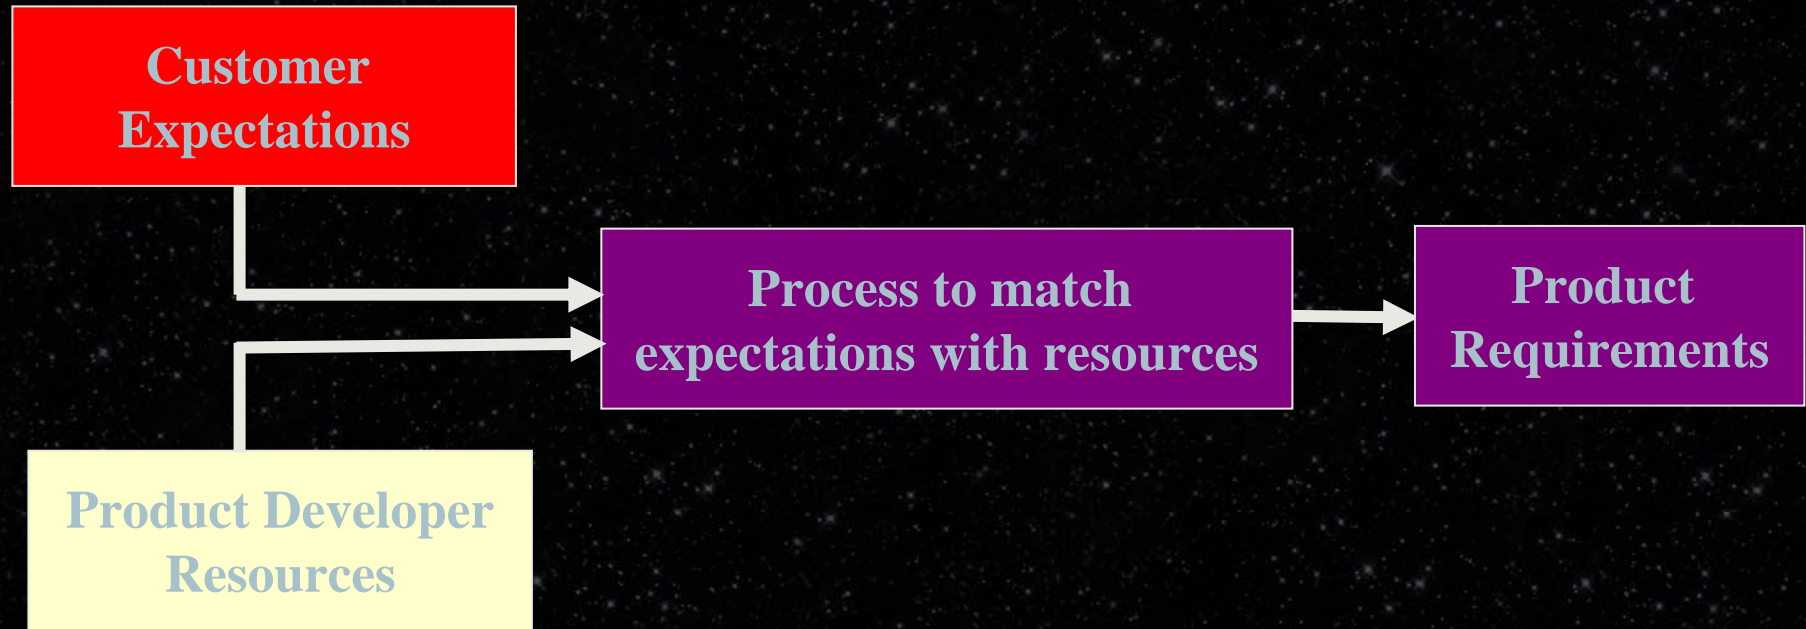 Customer
Expectations
Process to match
expectations with resources
Product
Requirements
Product Developer
Resources